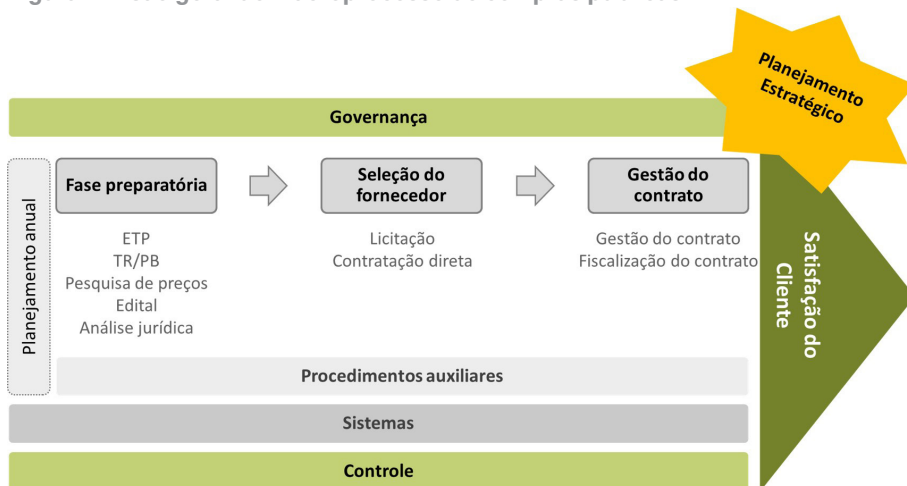 Planejamento
Estratégico
Governança
Planejamento anual
Fase preparatória
ETP
TR/PB
Pesquisa de preços
Edital
Análise jurídica
Seleção do
fornecedor
Licitação
Contratação direta
Gestão do
contrato
Gestão do contrato
Fiscalização do contrato
Satisfação do
Cliente
Procedimentos auxiliares
Sistemas
Controle